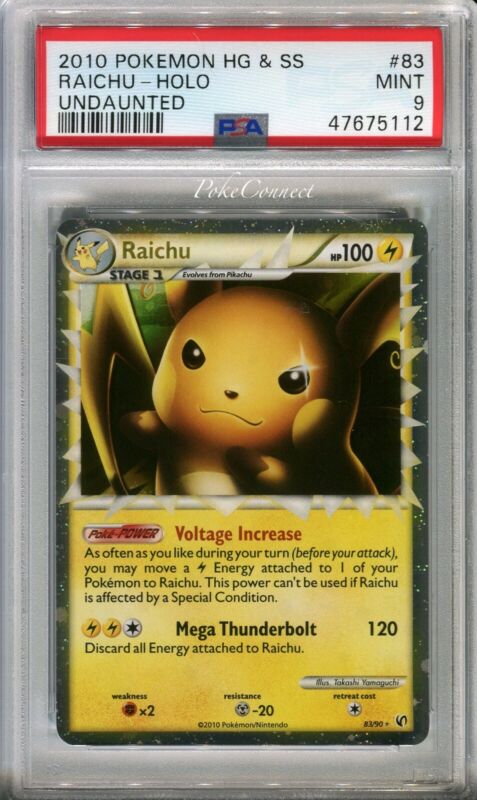 2010 POKEMON HG & SS #83
RAICHU - HOLO MINT
UNDAUNTED 9
PSA 47675112
PokeConnect
Raichu HP100
STAGE 1 Evolves from Pikachu
Poké-POWER Voltage Increase
As often as you like during your turn (before your attack),
you may move a Energy attached to 1 of your
Pokémon to Raichu. This power can't be used if Raichu
is affected by a Special Condition.
Mega Thunderbolt 120
Discard all Energy attached to Raichu.
Illus. Takashi Yamaguchi
weakness resistance retreat cost
x2 -20
©2010 Pokémon/Nintendo 83/90